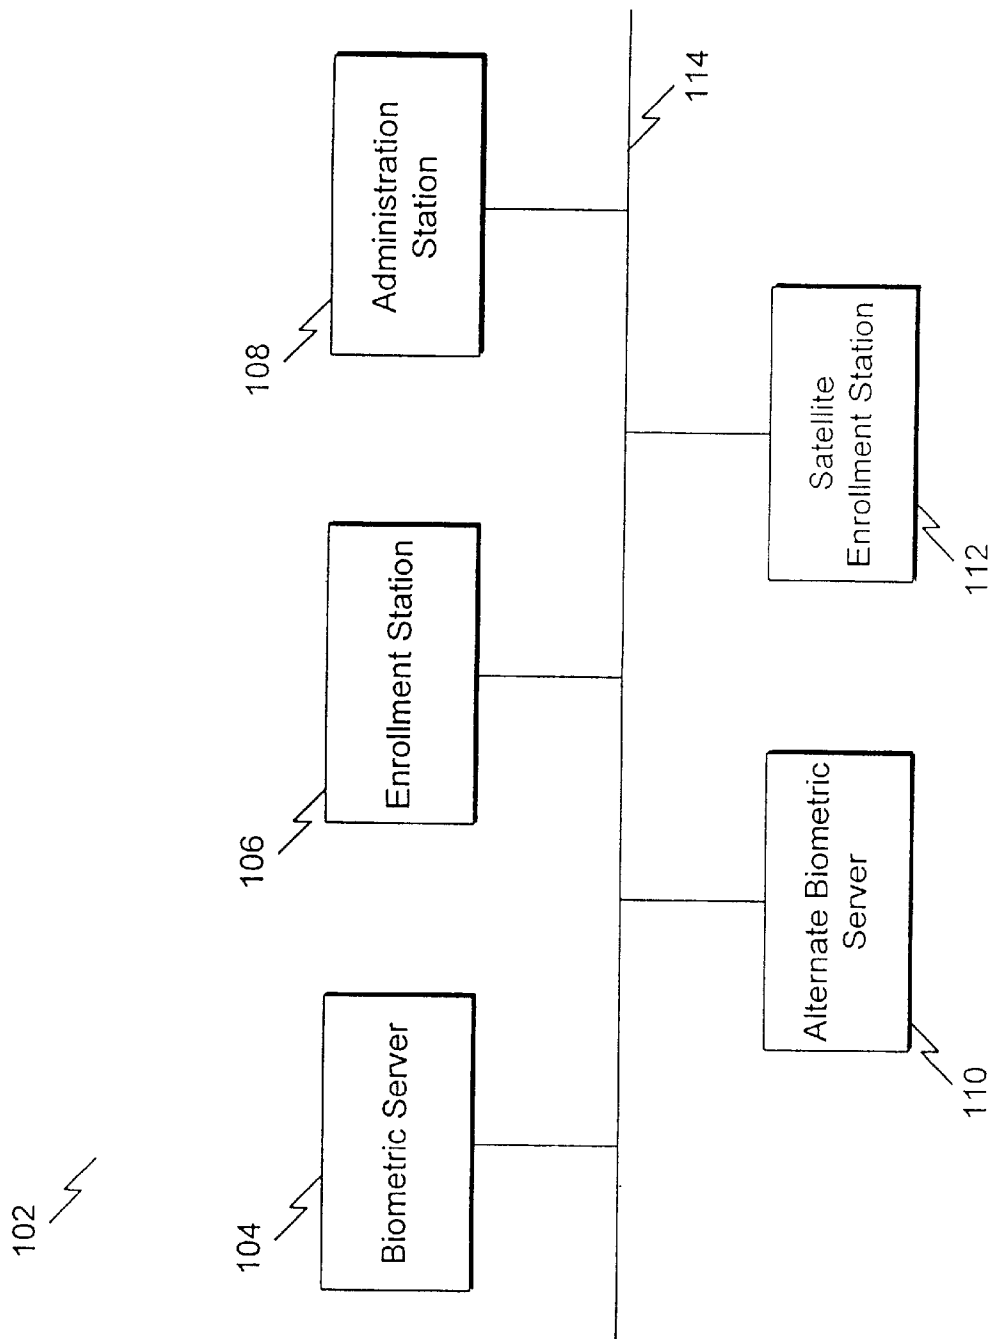 102
104
Biometric Server
106
Enrollment Station
108
Administration
Station
114
110
Alternate Biometric
Server
112
Satellite
Enrollment Station